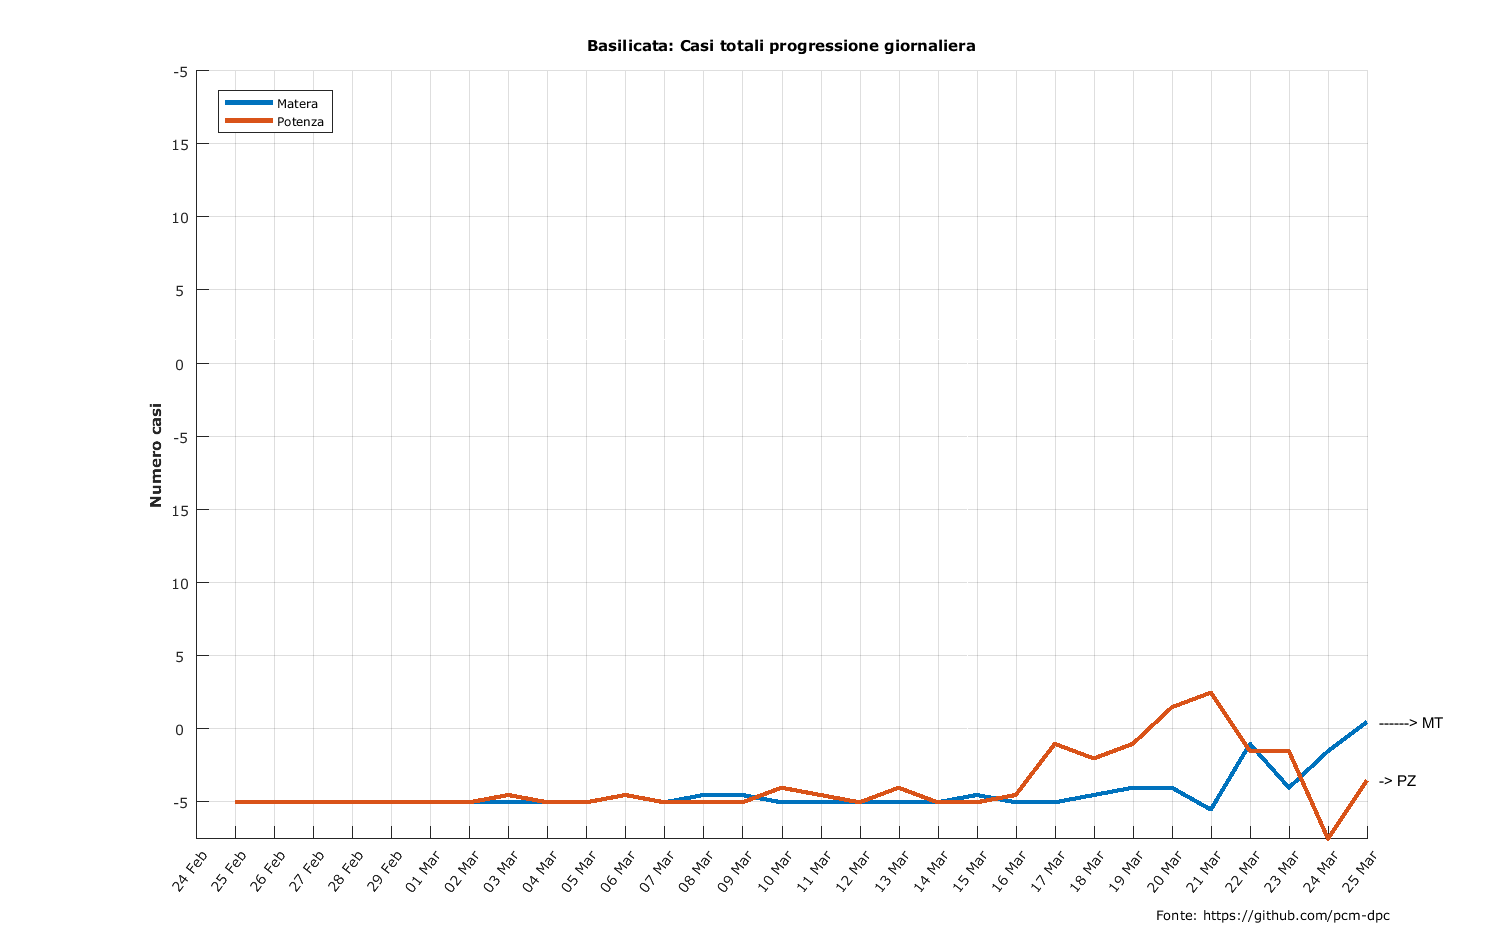 Basilicata: Casi totali progressione giornaliera
-5
15
10
5
0
-5
15
10
5
0
-5
Numero casi
Matera
Potenza
------> MT
-> PZ
24 Feb
25 Feb
26 Feb
27 Feb
28 Feb
29 Feb
01 Mar
02 Mar
03 Mar
04 Mar
05 Mar
06 Mar
07 Mar
08 Mar
09 Mar
10 Mar
11 Mar
12 Mar
13 Mar
14 Mar
15 Mar
16 Mar
17 Mar
18 Mar
19 Mar
20 Mar
21 Mar
22 Mar
23 Mar
24 Mar
25 Mar
Fonte: https://github.com/pcm-dpc